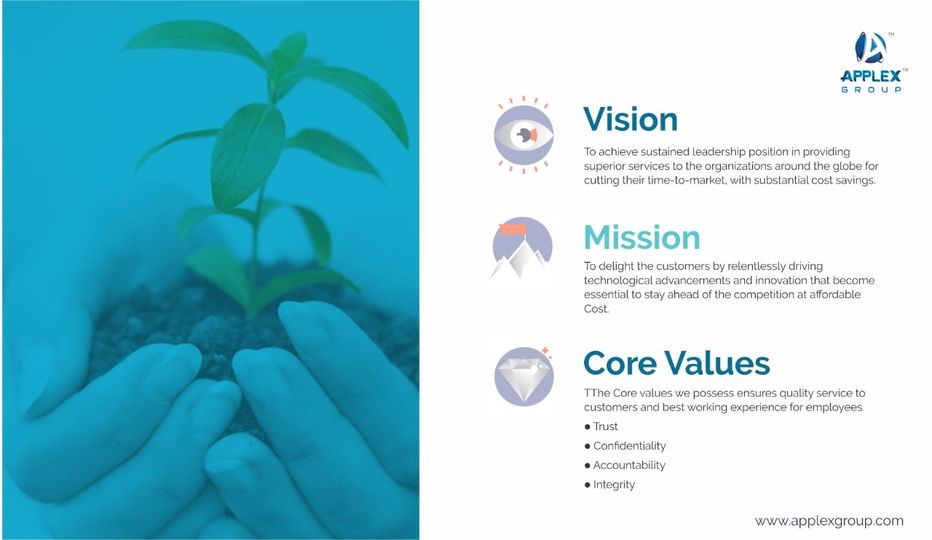 APPLEX™
GROUP
Vision
To achieve sustained leadership position in providing
superior services to the organizations around the globe for
cutting their time-to-market, with substantial cost savings.
Mission
To delight the customers by relentlessly driving
technological advancements and innovation that become
essential to stay ahead of the competition at affordable
Cost.
Core Values
TThe Core values we possess ensures quality service to
customers and best working experience for employees.
● Trust
● Confidentiality
● Accountability
● Integrity
www.applexgroup.com